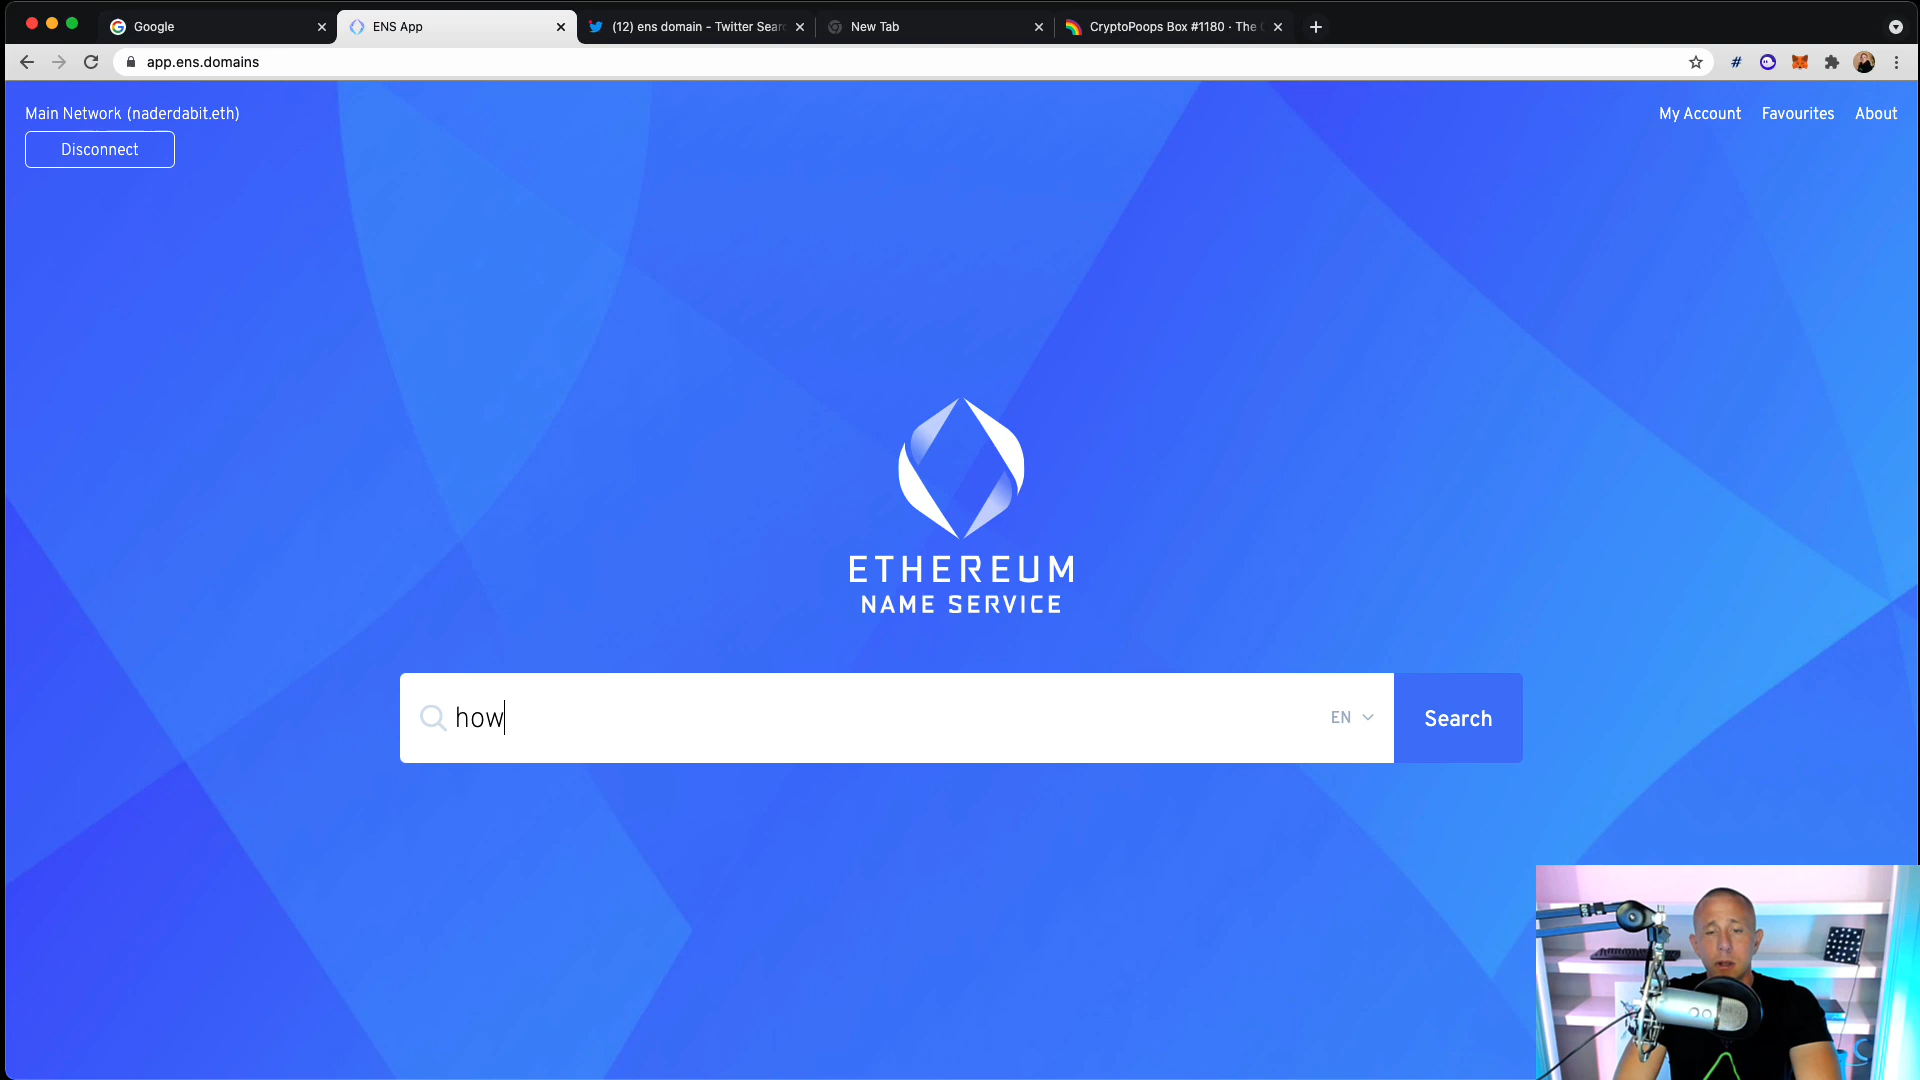 Google
ENS App
(12) ens domain - Twitter Sear
New Tab
CryptoPoops Box #1180 · The
app.ens.domains
#
Main Network (naderdabit.eth)
Disconnect
My Account
Favourites
About
ETHEREUM
NAME SERVICE
how
EN
Search